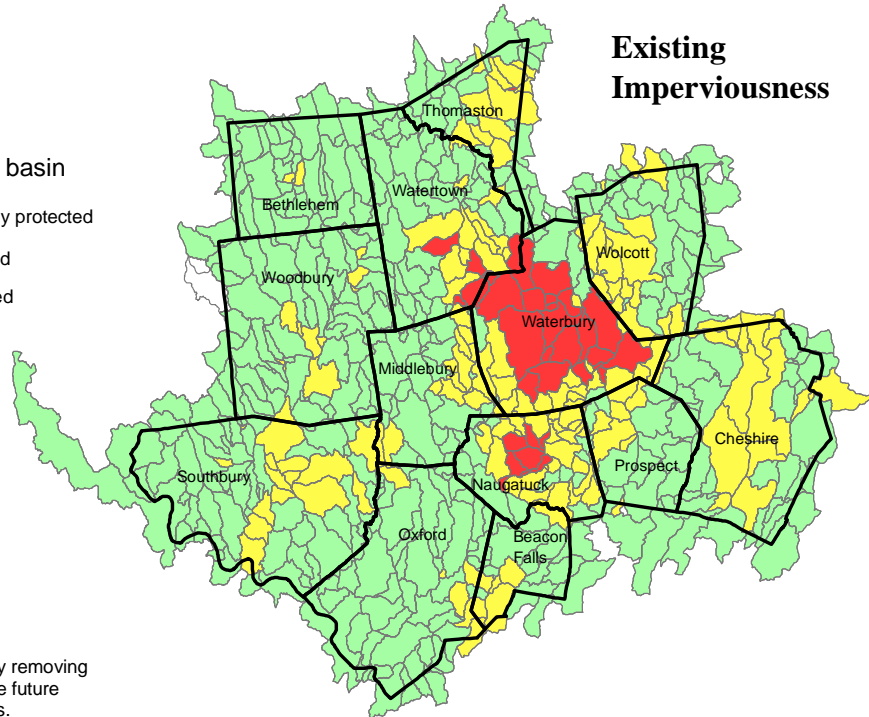 Existing
Imperviousness
basin
y protected
d
ed
Thomaston
Bethlehem
Watertown
Wolcott
Woodbury
Waterbury
Middlebury
Cheshire
Southbury
Naugatuck
Prospect
Oxford
Beacon
Falls
y removing
e future
s.